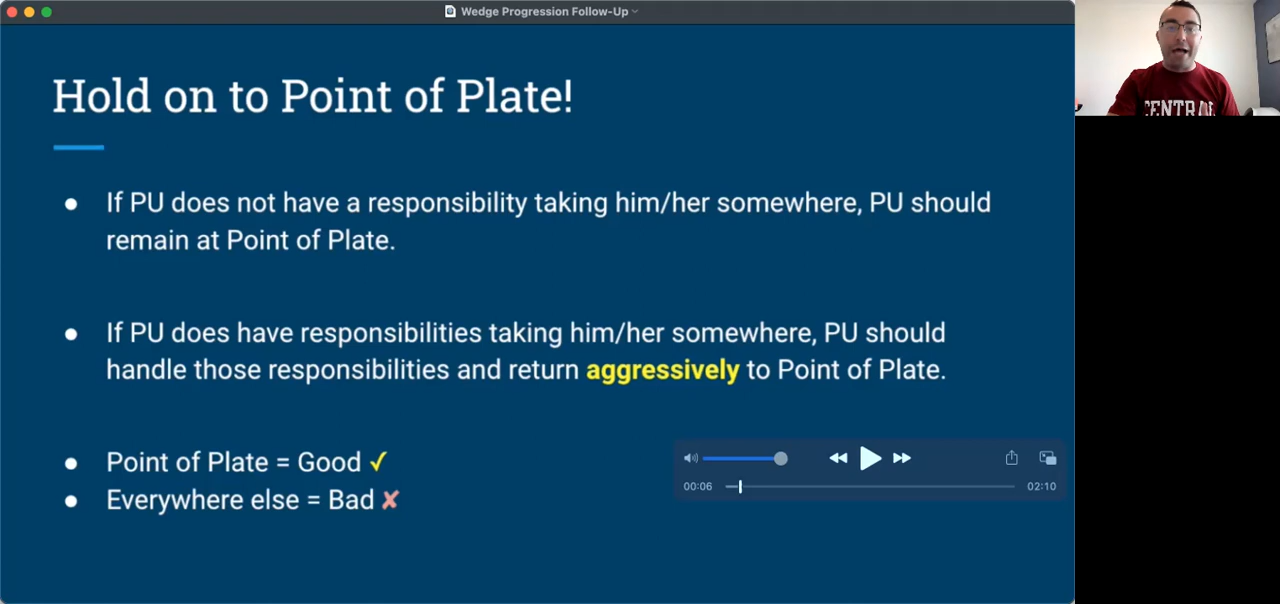 Wedge Progression Follow-Up
Hold on to Point of Plate!
● If PU does not have a responsibility taking him/her somewhere, PU should
remain at Point of Plate.
● If PU does have responsibilities taking him/her somewhere, PU should
handle those responsibilities and return aggressively to Point of Plate.
● Point of Plate = Good ✓
● Everywhere else = Bad ✘
00:06
02:10
CENTRAL